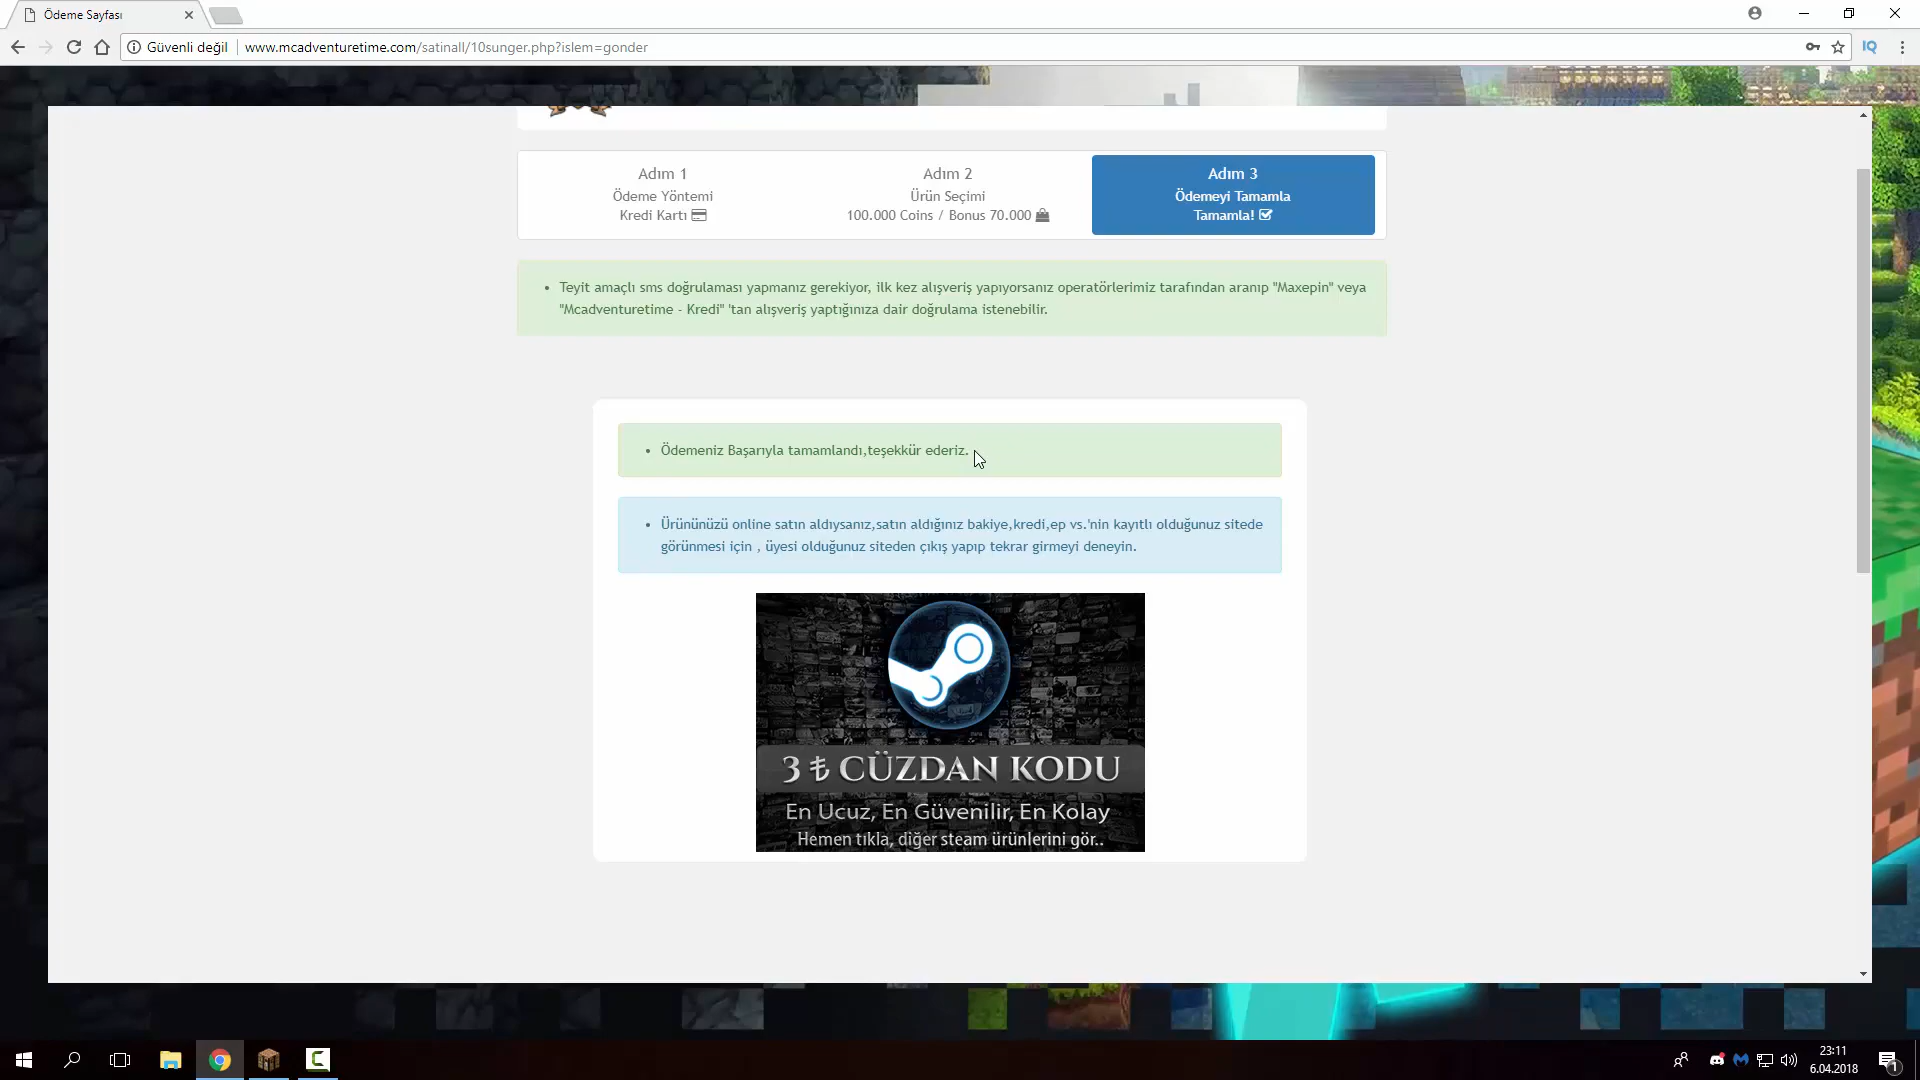 Ödeme Sayfası
Güvenli değil
www.mcadventuretime.com/satinall/10sunger.php?islem=gonder
IQ
Adım 1
Ödeme Yöntemi
Kredi Kartı
Adım 2
Ürün Seçimi
100.000 Coins / Bonus 70.000
Adım 3
Ödemeyi Tamamla
Tamamla!
Teyit amaçlı sms doğrulaması yapmanız gerekiyor, ilk kez alışveriş yapıyorsanız operatörlerimiz tarafından aranıp "Maxepin" veya
"Mcadventuretime - Kredi" 'tan alışveriş yaptığınıza dair doğrulama istenebilir.
Ödemeniz Başarıyla tamamlandı,teşekkür ederiz.
Ürününüzü online satın aldıysanız,satın aldığınız bakiye,kredi,ep vs.'nin kayıtlı olduğunuz sitede
görünmesi için , üyesi olduğunuz siteden çıkış yapıp tekrar girmeyi deneyin.
3 ₺ CÜZDAN KODU
En Ucuz, En Güvenilir, En Kolay
Hemen tıkla, diğer steam ürünlerini gör..
23:11
6.04.2018
1